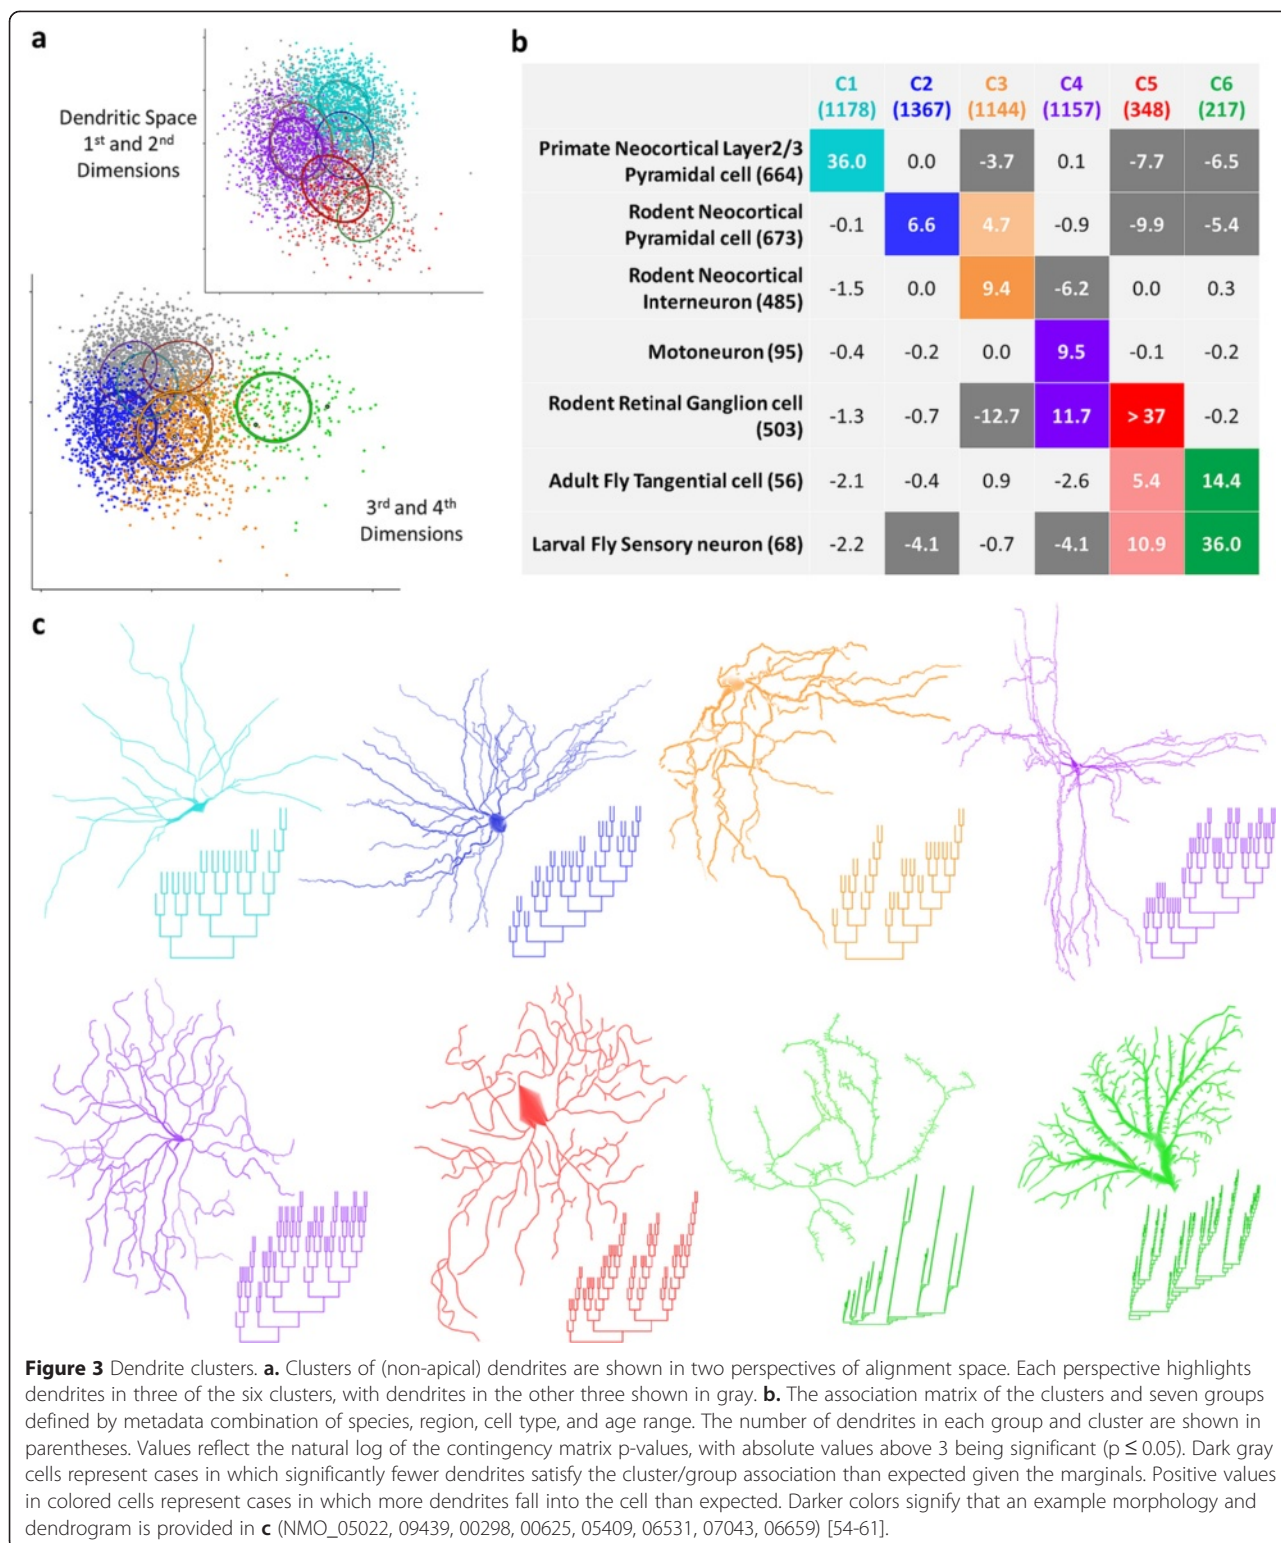 a
Dendritic Space
1st and 2nd
Dimensions
3rd and 4th
Dimensions
b
C1 C2 C3 C4 C5 C6
(1178) (1367) (1144) (1157) (348) (217)
Primate Neocortical Layer2/3
Pyramidal cell (664) 36.0 0.0 -3.7 0.1 -7.7 -6.5
Rodent Neocortical
Pyramidal cell (673) -0.1 6.6 4.7 -0.9 -9.9 -5.4
Rodent Neocortical
Interneuron (485) -1.5 0.0 9.4 -6.2 0.0 0.3
Motoneuron (95) -0.4 -0.2 0.0 9.5 -0.1 -0.2
Rodent Retinal Ganglion cell
(503) -1.3 -0.7 -12.7 11.7 > 37 -0.2
Adult Fly Tangential cell (56) -2.1 -0.4 0.9 -2.6 5.4 14.4
Larval Fly Sensory neuron (68) -2.2 -4.1 -0.7 -4.1 10.9 36.0
c
Figure 3 Dendrite clusters. a. Clusters of (non-apical) dendrites are shown in two perspectives of alignment space. Each perspective highlights
dendrites in three of the six clusters, with dendrites in the other three shown in gray. b. The association matrix of the clusters and seven groups
defined by metadata combination of species, region, cell type, and age range. The number of dendrites in each group and cluster are shown in
parentheses. Values reflect the natural log of the contingency matrix p-values, with absolute values above 3 being significant (p ≤ 0.05). Dark gray
cells represent cases in which significantly fewer dendrites satisfy the cluster/group association than expected given the marginals. Positive values
in colored cells represent cases in which more dendrites fall into the cell than expected. Darker colors signify that an example morphology and
dendrogram is provided in c (NMO_05022, 09439, 00298, 00625, 05409, 06531, 07043, 06659) [54-61].